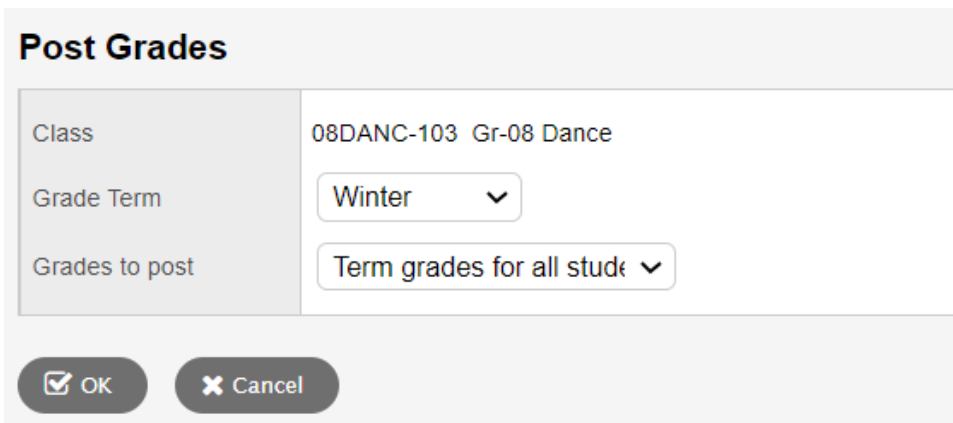 Post Grades
Class 08DANC-103 Gr-08 Dance
Grade Term Winter
Grades to post Term grades for all stude
OK Cancel